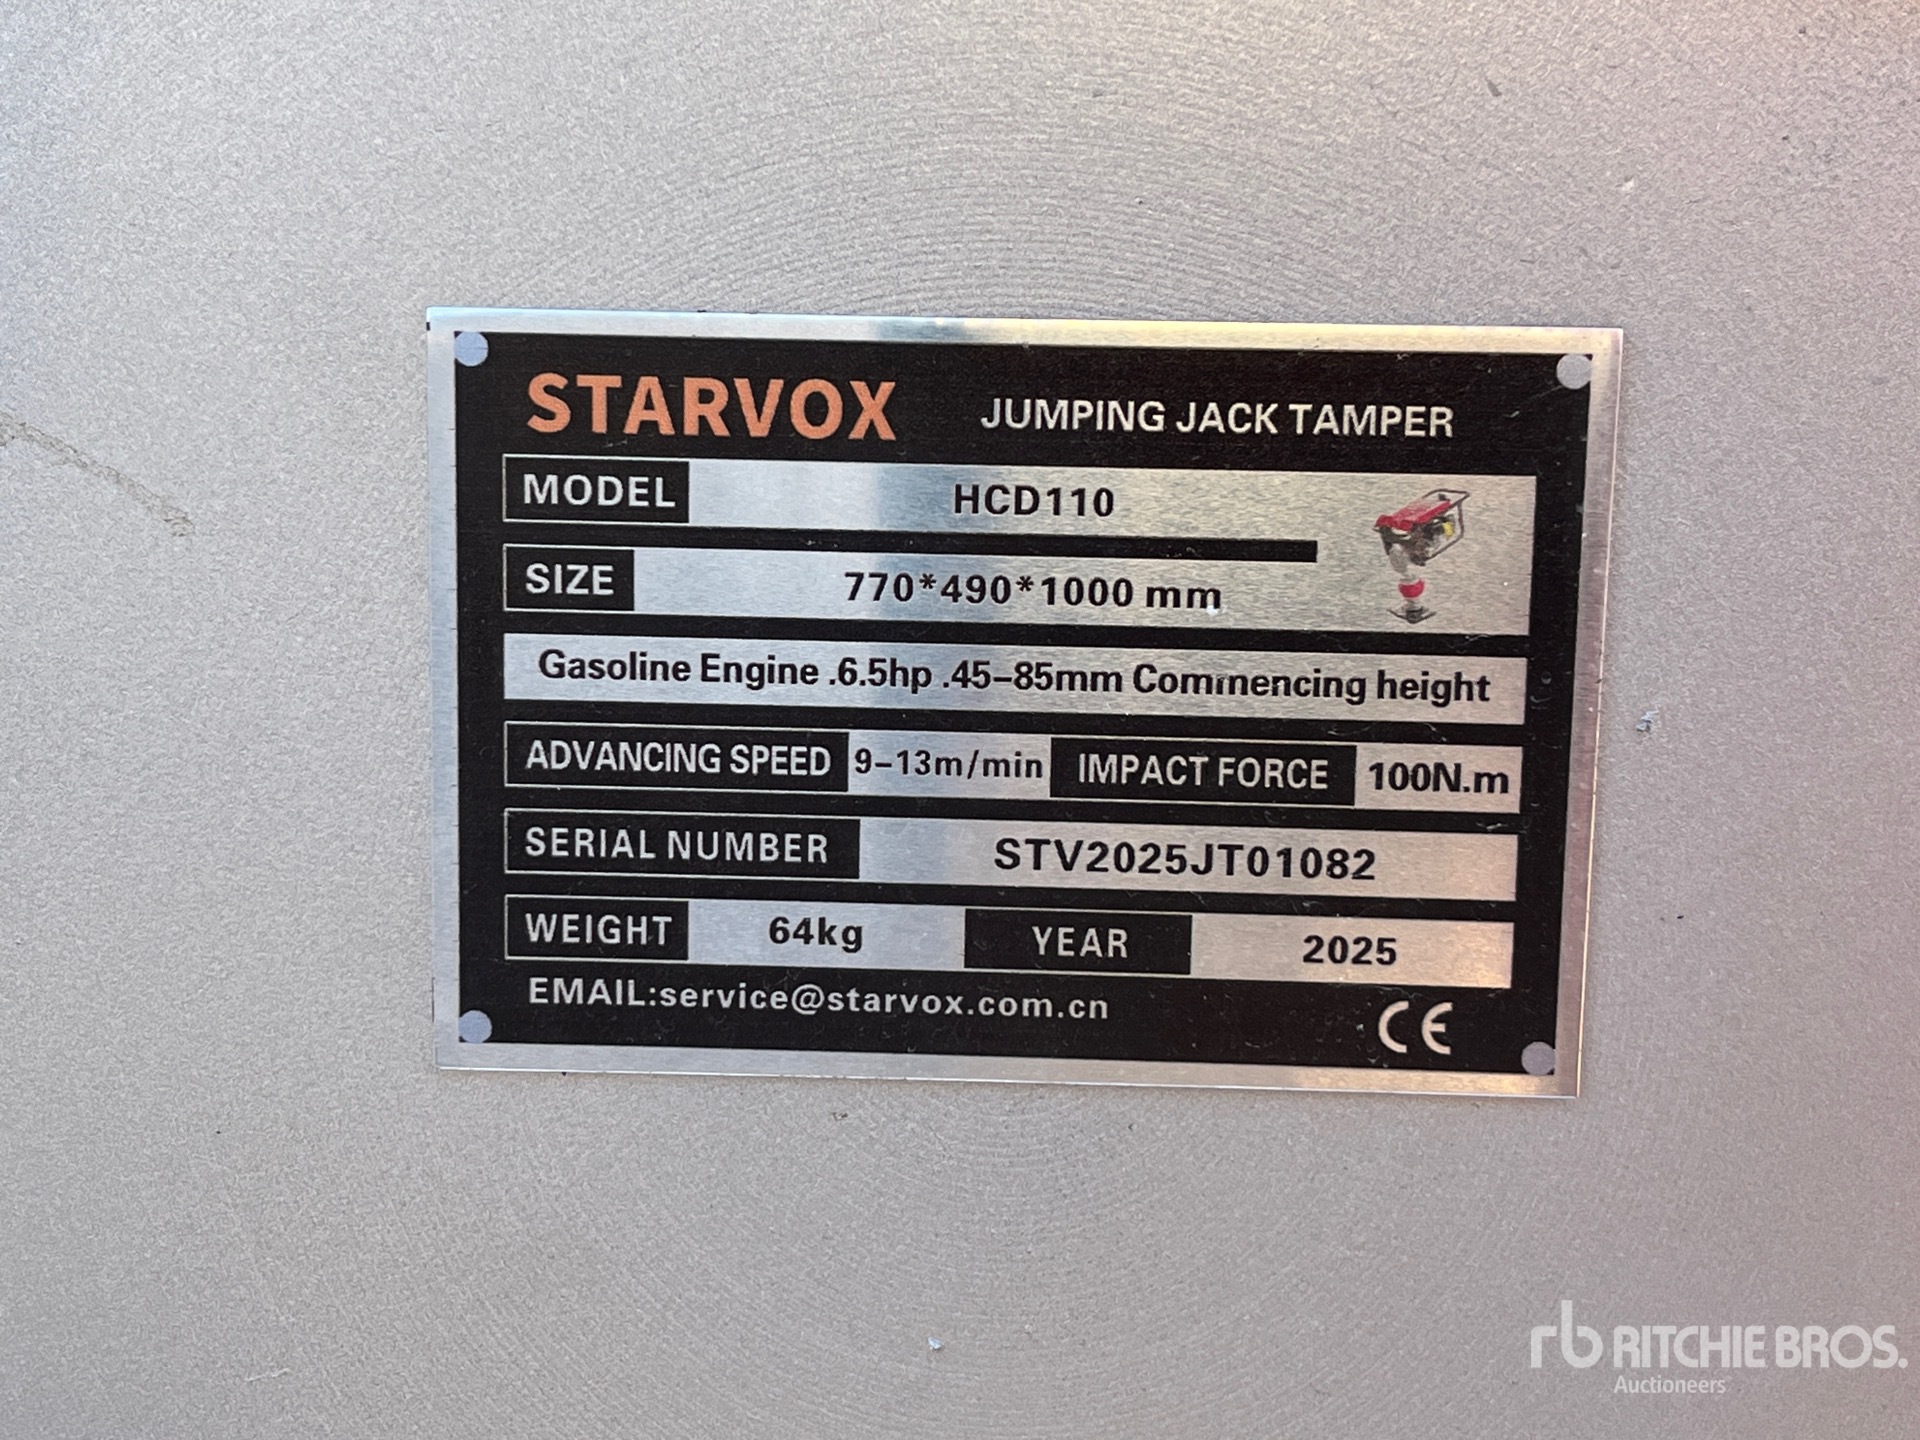 STARVOX JUMPING JACK TAMPER
MODEL HCD110
SIZE 770*490*1000 mm
Gasoline Engine .6.5hp .45-85mm Commencing height
ADVANCING SPEED 9-13m/min IMPACT FORCE 100N.m
SERIAL NUMBER STV2025JT01082
WEIGHT 64kg YEAR 2025
EMAIL:service@starvox.com.cn CE
rb RITCHIE BROS.
Auctioneers